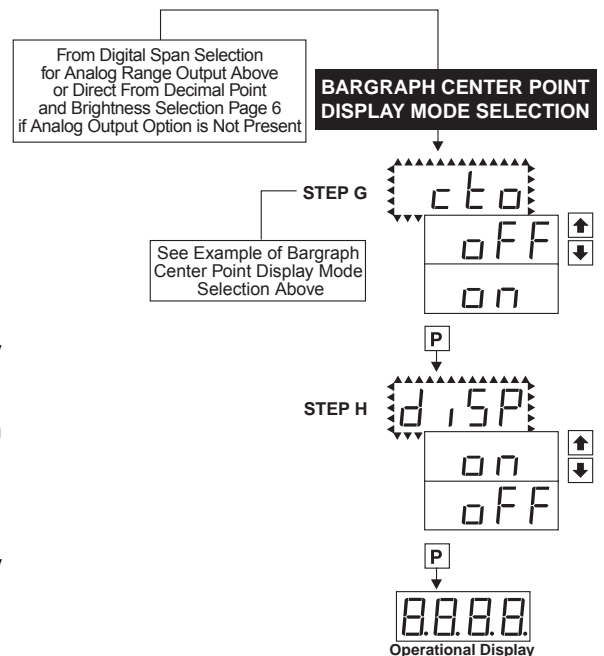 From Digital Span Selection
for Analog Range Output Above
or Direct From Decimal Point
and Brightness Selection Page 6
if Analog Output Option is Not Present
BARGRAPH CENTER POINT
DISPLAY MODE SELECTION
STEP G
cto
oFF
on
See Example of Bargraph
Center Point Display Mode
Selection Above
P
STEP H
diSP
on
oFF
P
8.8.8.8.
Operational Display